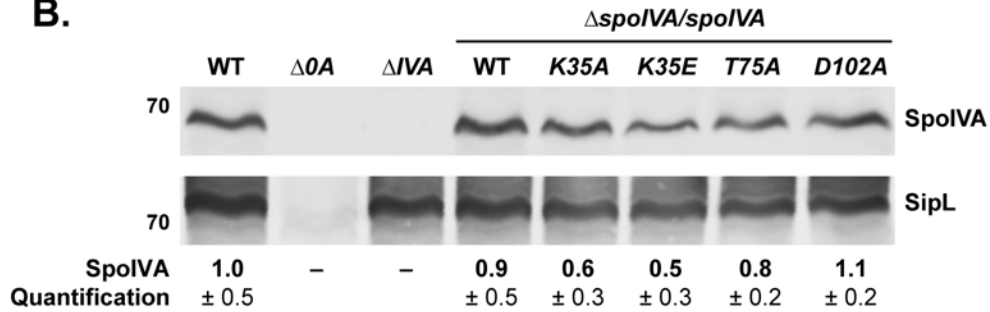 B.
ΔspoIVA/spoIVA
WT Δ0A ΔIVA WT K35A K35E T75A D102A
70 SpoIVA
SipL
70
SpoIVA 1.0 – – 0.9 0.6 0.5 0.8 1.1
Quantification ± 0.5 ± 0.5 ± 0.3 ± 0.3 ± 0.2 ± 0.2